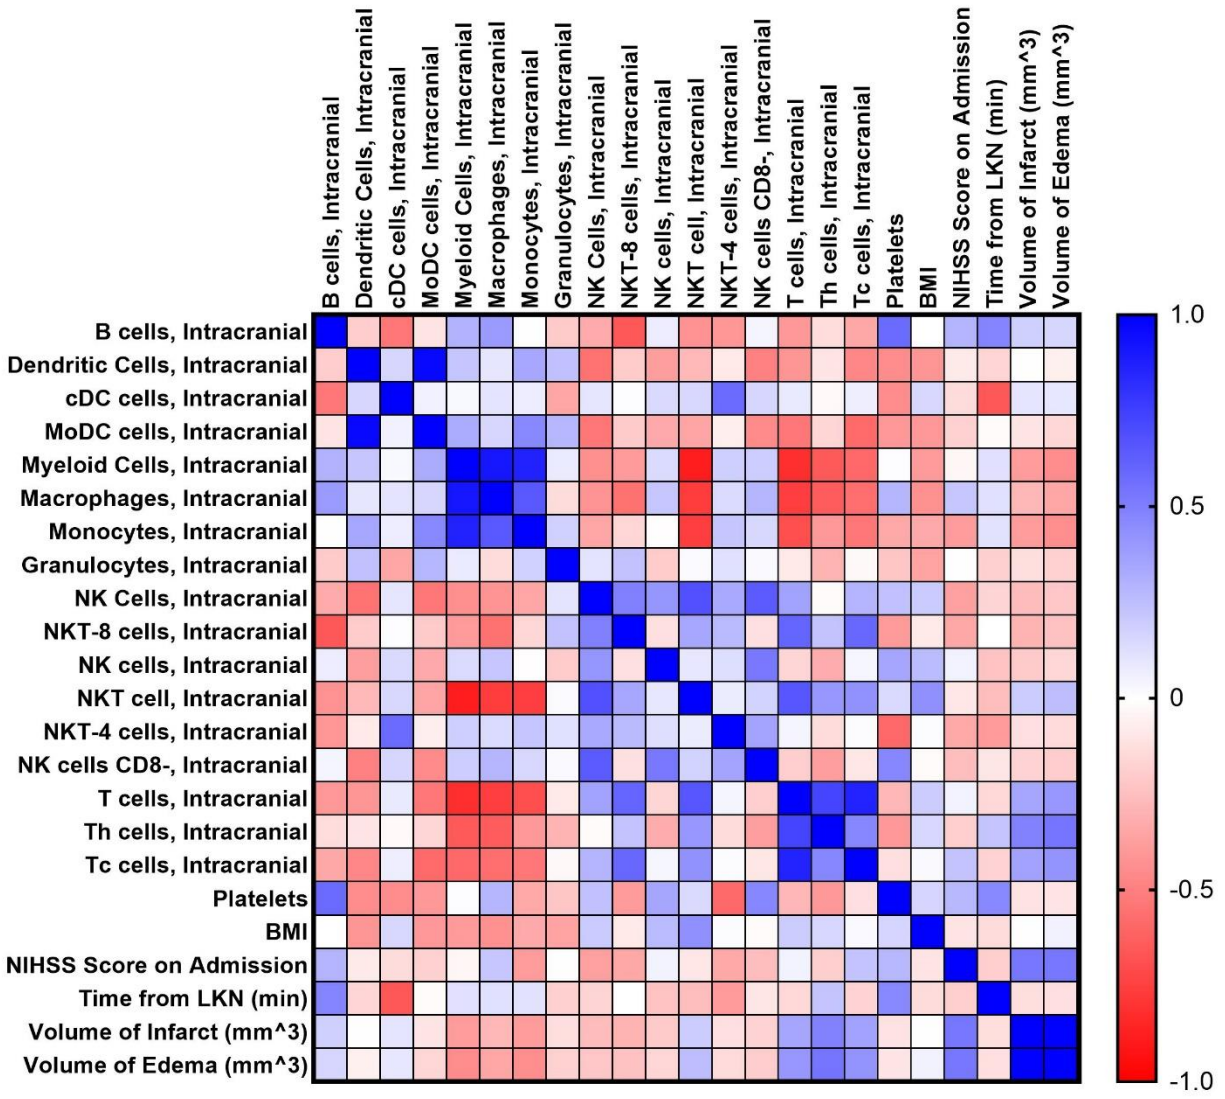 B cells, Intracranial
Dendritic Cells, Intracranial
cDC cells, Intracranial
MoDC cells, Intracranial
Myeloid Cells, Intracranial
Macrophages, Intracranial
Monocytes, Intracranial
Granulocytes, Intracranial
NK Cells, Intracranial
NKT-8 cells, Intracranial
NK cells, Intracranial
NKT cell, Intracranial
NKT-4 cells, Intracranial
NK cells CD8-, Intracranial
T cells, Intracranial
Th cells, Intracranial
Tc cells, Intracranial
Platelets
BMI
NIHSS Score on Admission
Time from LKN (min)
Volume of Infarct (mm^3)
Volume of Edema (mm^3)
B cells, Intracranial
Dendritic Cells, Intracranial
cDC cells, Intracranial
MoDC cells, Intracranial
Myeloid Cells, Intracranial
Macrophages, Intracranial
Monocytes, Intracranial
Granulocytes, Intracranial
NK Cells, Intracranial
NKT-8 cells, Intracranial
NK cells, Intracranial
NKT cell, Intracranial
NKT-4 cells, Intracranial
NK cells CD8-, Intracranial
T cells, Intracranial
Th cells, Intracranial
Tc cells, Intracranial
Platelets
BMI
NIHSS Score on Admission
Time from LKN (min)
Volume of Infarct (mm^3)
Volume of Edema (mm^3)
1.0
0.5
0
-0.5
-1.0